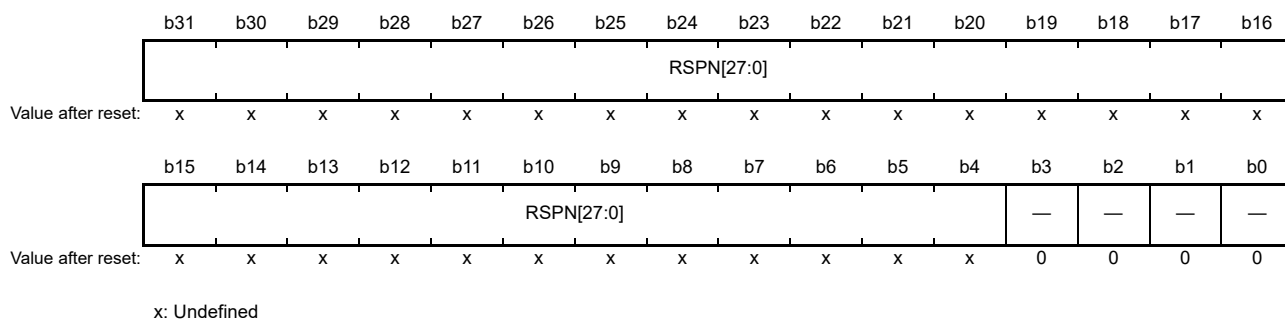 b31 b30 b29 b28 b27 b26 b25 b24 b23 b22 b21 b20 b19 b18 b17 b16
RSPN[27:0]
Value after reset: x x x x x x x x x x x x x x x x
b15 b14 b13 b12 b11 b10 b9 b8 b7 b6 b5 b4 b3 b2 b1 b0
RSPN[27:0] — — — —
Value after reset: x x x x x x x x x x x x 0 0 0 0
x: Undefined